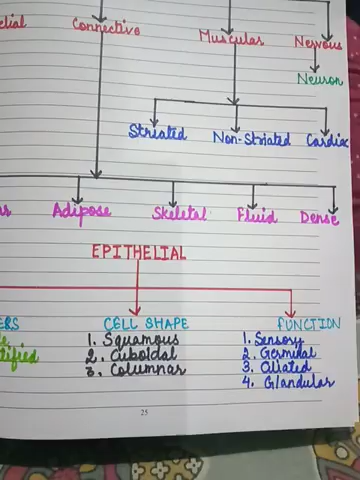 Connective Muscular Nervous
Neuron
Striated Non-Striated Cardiac
Adipose Skeletal Fluid Dense
EPITHELIAL
CELL SHAPE FUNCTION
1. Squamous 1. Sensory
2. Cuboidal 2. Germinal
3. Columnar 3. Ciliated
4. Glandular
25